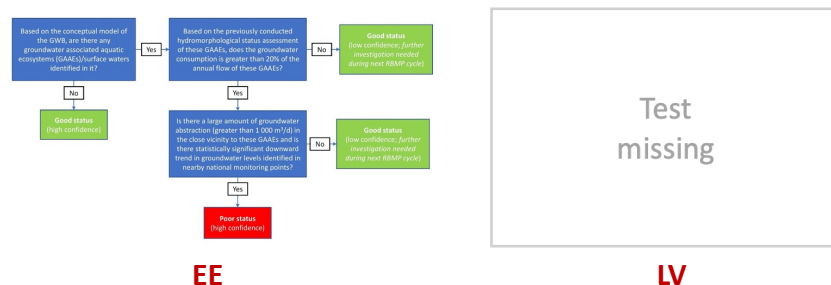 Based on the conceptual model of
the GWB, are there any
groundwater associated aquatic
ecosystems (GAAEs)/surface waters
identified in it?
Yes
Based on the previously conducted
hydromorphological status assessment
of these GAAEs, does the groundwater
consumption is greater than 20% of the
annual flow of these GAAEs?
No
Good status
(low confidence; further
investigation needed
during next RBMP cycle)
No
Yes
Good status
(high confidence)
Is there a large amount of groundwater
abstraction (greater than 1 000 m³/d) in
the close vicinity to these GAAEs and is
there statistically significant downward
trend in groundwater levels identified in
nearby national monitoring points?
No
Good status
(low confidence; further
investigation needed
during next RBMP cycle)
Yes
Poor status
(high confidence)
EE
Test
missing
LV